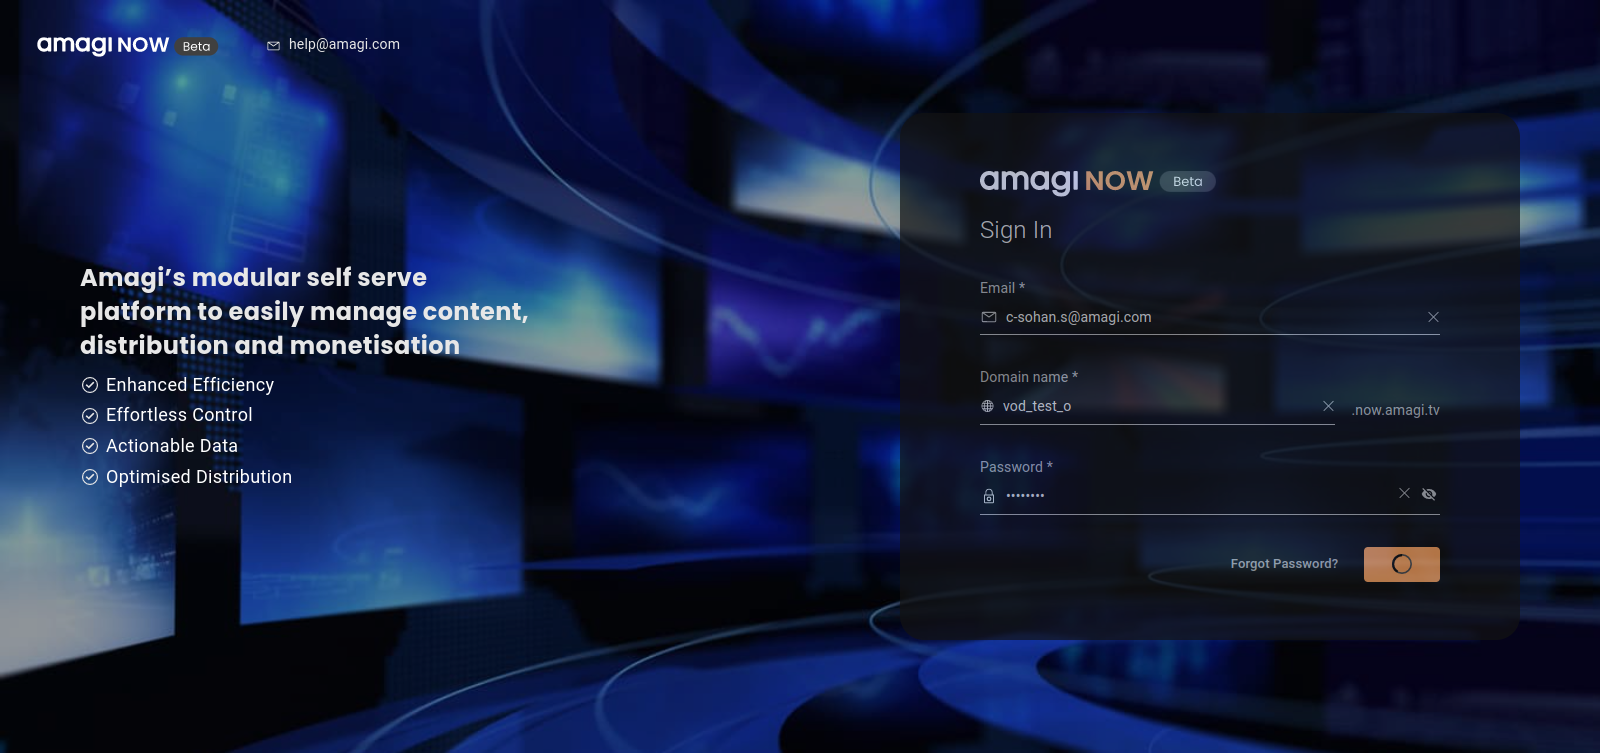 amagi NOW Beta
help@amagi.com
Amagi’s modular self serve
platform to easily manage content,
distribution and monetisation
Enhanced Efficiency
Effortless Control
Actionable Data
Optimised Distribution
amagi NOW Beta
Sign In
Email *
c-sohan.s@amagi.com
Domain name *
vod_test_o
.now.amagi.tv
Password *
••••••••
Forgot Password?